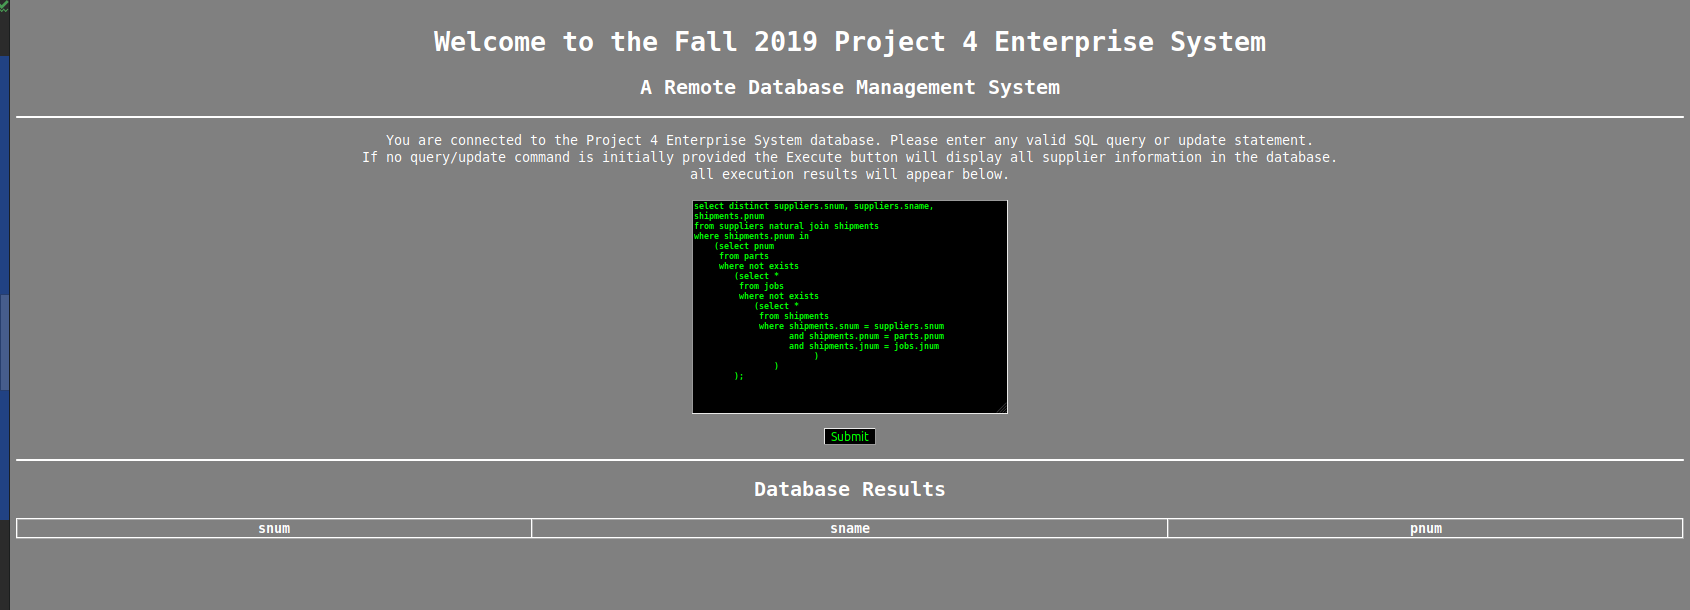 Welcome to the Fall 2019 Project 4 Enterprise System
A Remote Database Management System
You are connected to the Project 4 Enterprise System database. Please enter any valid SQL query or update statement.
If no query/update command is initially provided the Execute button will display all supplier information in the database.
all execution results will appear below.
select distinct suppliers.snum, suppliers.sname,
shipments.pnum
from suppliers natural join shipments
where shipments.pnum in
    (select pnum
     from parts
     where not exists
        (select *
         from jobs
         where not exists
            (select *
             from shipments
             where shipments.snum = suppliers.snum
                   and shipments.pnum = parts.pnum
                   and shipments.jnum = jobs.jnum
                        )
                )
        );
Submit
Database Results
snum sname pnum